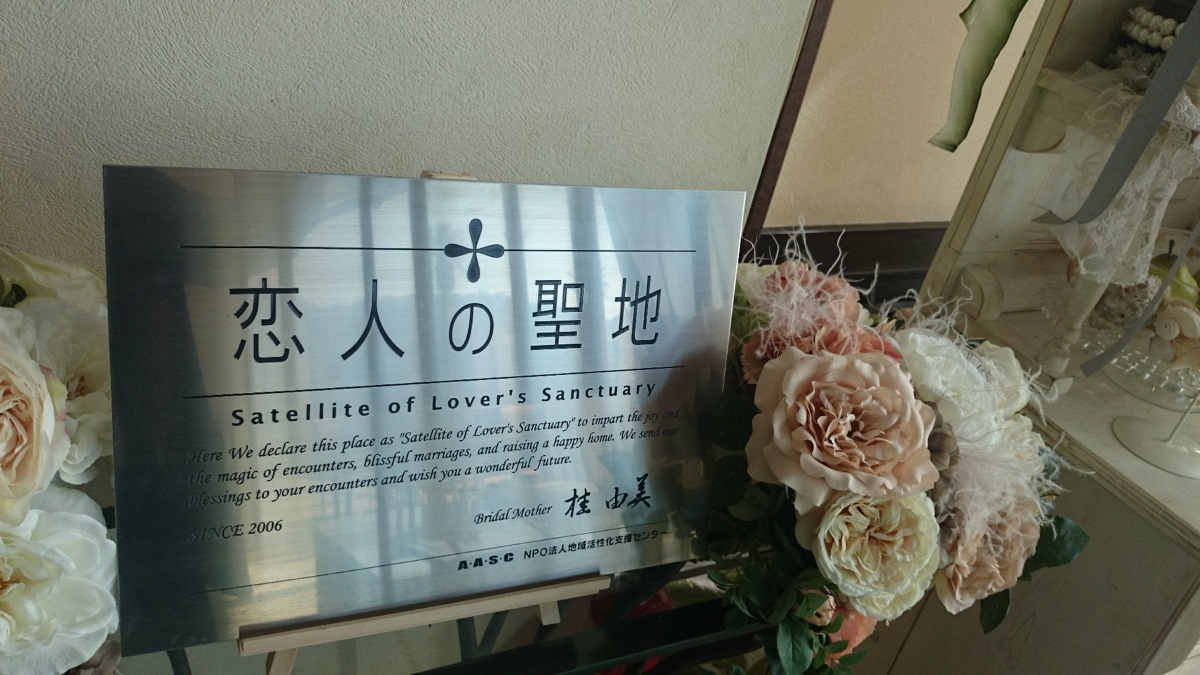 恋人の聖地
Satellite of Lover's Sanctuary
Here We declare this place as "Satellite of Lover's Sanctuary" to impart the joy and
the magic of encounters, blissful marriages, and raising a happy home. We send our
blessings to your encounters and wish you a wonderful future.
Bridal Mother 桂 由美
SINCE 2006
A·A·S·C NPO法人地域活性化支援センター